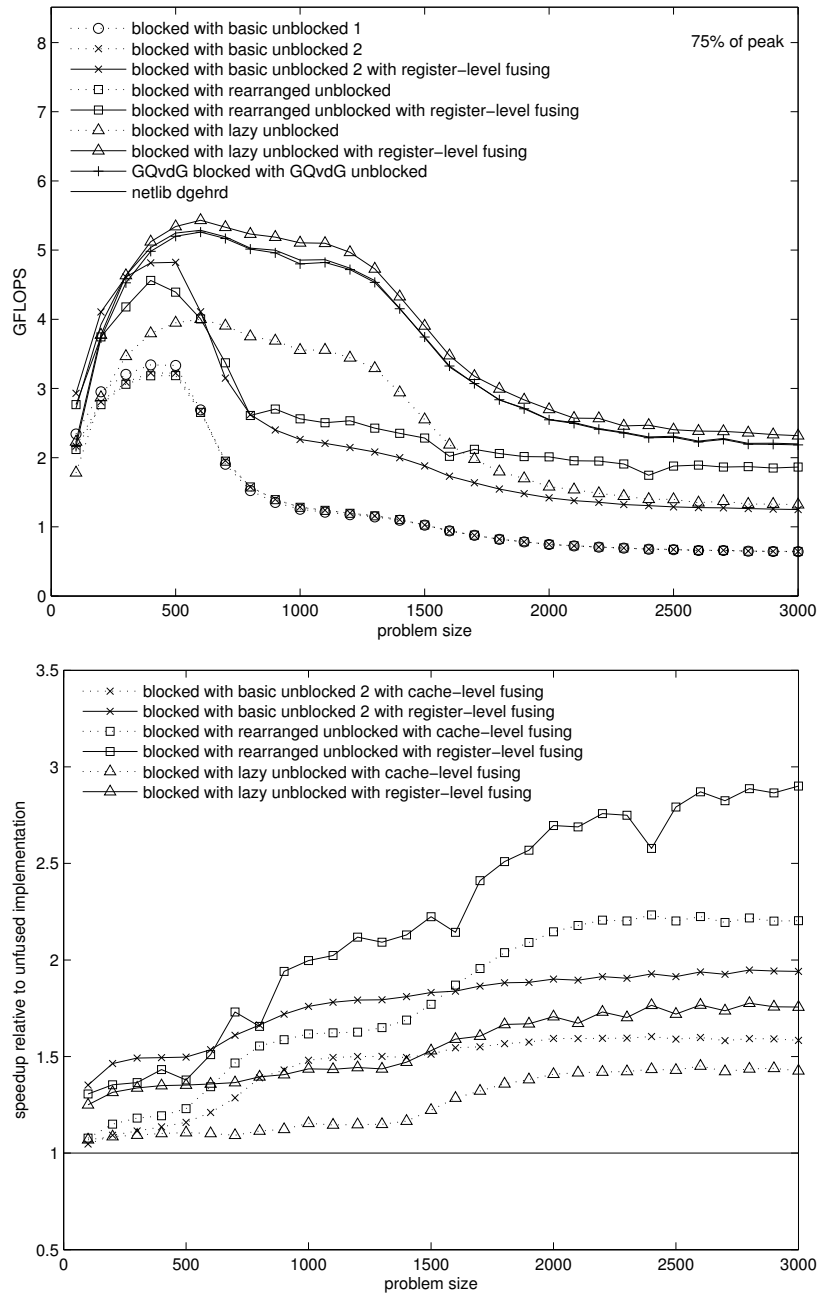 8
7
6
5
4
3
2
1
0
GFLOPS
blocked with basic unblocked 1
blocked with basic unblocked 2
blocked with basic unblocked 2 with register−level fusing
blocked with rearranged unblocked
blocked with rearranged unblocked with register−level fusing
blocked with lazy unblocked
blocked with lazy unblocked with register−level fusing
GQvdG blocked with GQvdG unblocked
netlib dgehrd
75% of peak
0 500 1000 1500 2000 2500 3000
problem size
3.5
3
2.5
2
1.5
1
0.5
speedup relative to unfused implementation
blocked with basic unblocked 2 with cache−level fusing
blocked with basic unblocked 2 with register−level fusing
blocked with rearranged unblocked with cache−level fusing
blocked with rearranged unblocked with register−level fusing
blocked with lazy unblocked with cache−level fusing
blocked with lazy unblocked with register−level fusing
0 500 1000 1500 2000 2500 3000
problem size